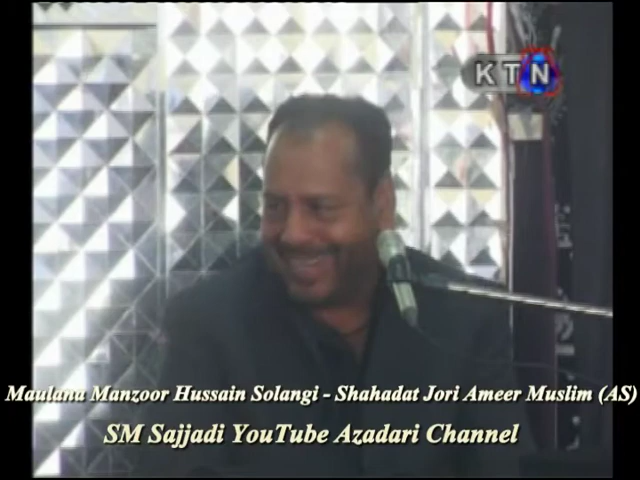 KTN
Maulana Manzoor Hussain Solangi - Shahadat Jori Ameer Muslim (AS)
SM Sajjadi YouTube Azadari Channel